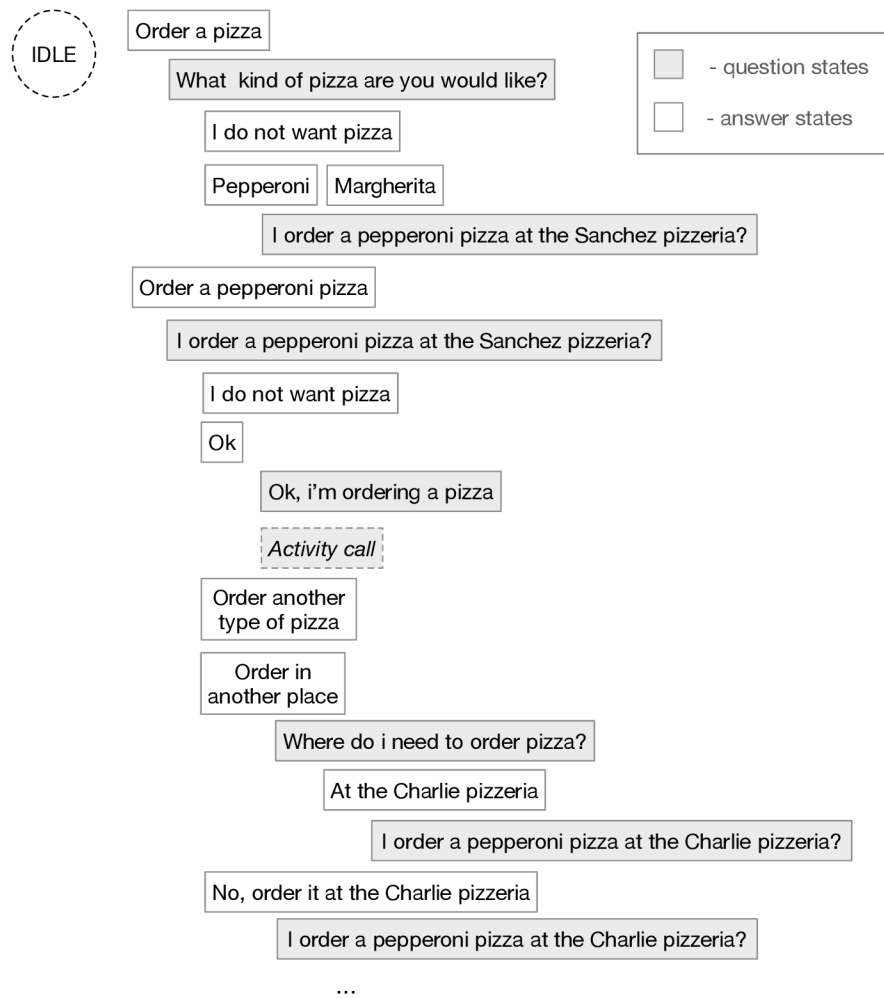 IDLE
Order a pizza
What kind of pizza are you would like?
- question states
- answer states
I do not want pizza
Pepperoni
Margherita
I order a pepperoni pizza at the Sanchez pizzeria?
Order a pepperoni pizza
I order a pepperoni pizza at the Sanchez pizzeria?
I do not want pizza
Ok
Ok, i'm ordering a pizza
Activity call
Order another
type of pizza
Order in
another place
Where do i need to order pizza?
At the Charlie pizzeria
I order a pepperoni pizza at the Charlie pizzeria?
No, order it at the Charlie pizzeria
I order a pepperoni pizza at the Charlie pizzeria?
...